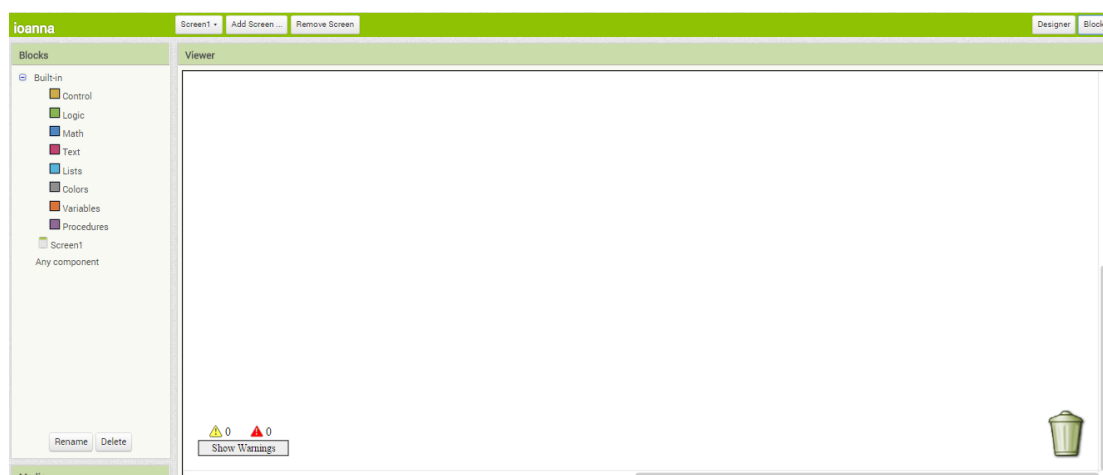 ioanna
Screen1
Add Screen ...
Remove Screen
Designer
Block
Blocks
Viewer
Built-in
Control
Logic
Math
Text
Lists
Colors
Variables
Procedures
Screen1
Any component
Rename
Delete
0
0
Show Warnings